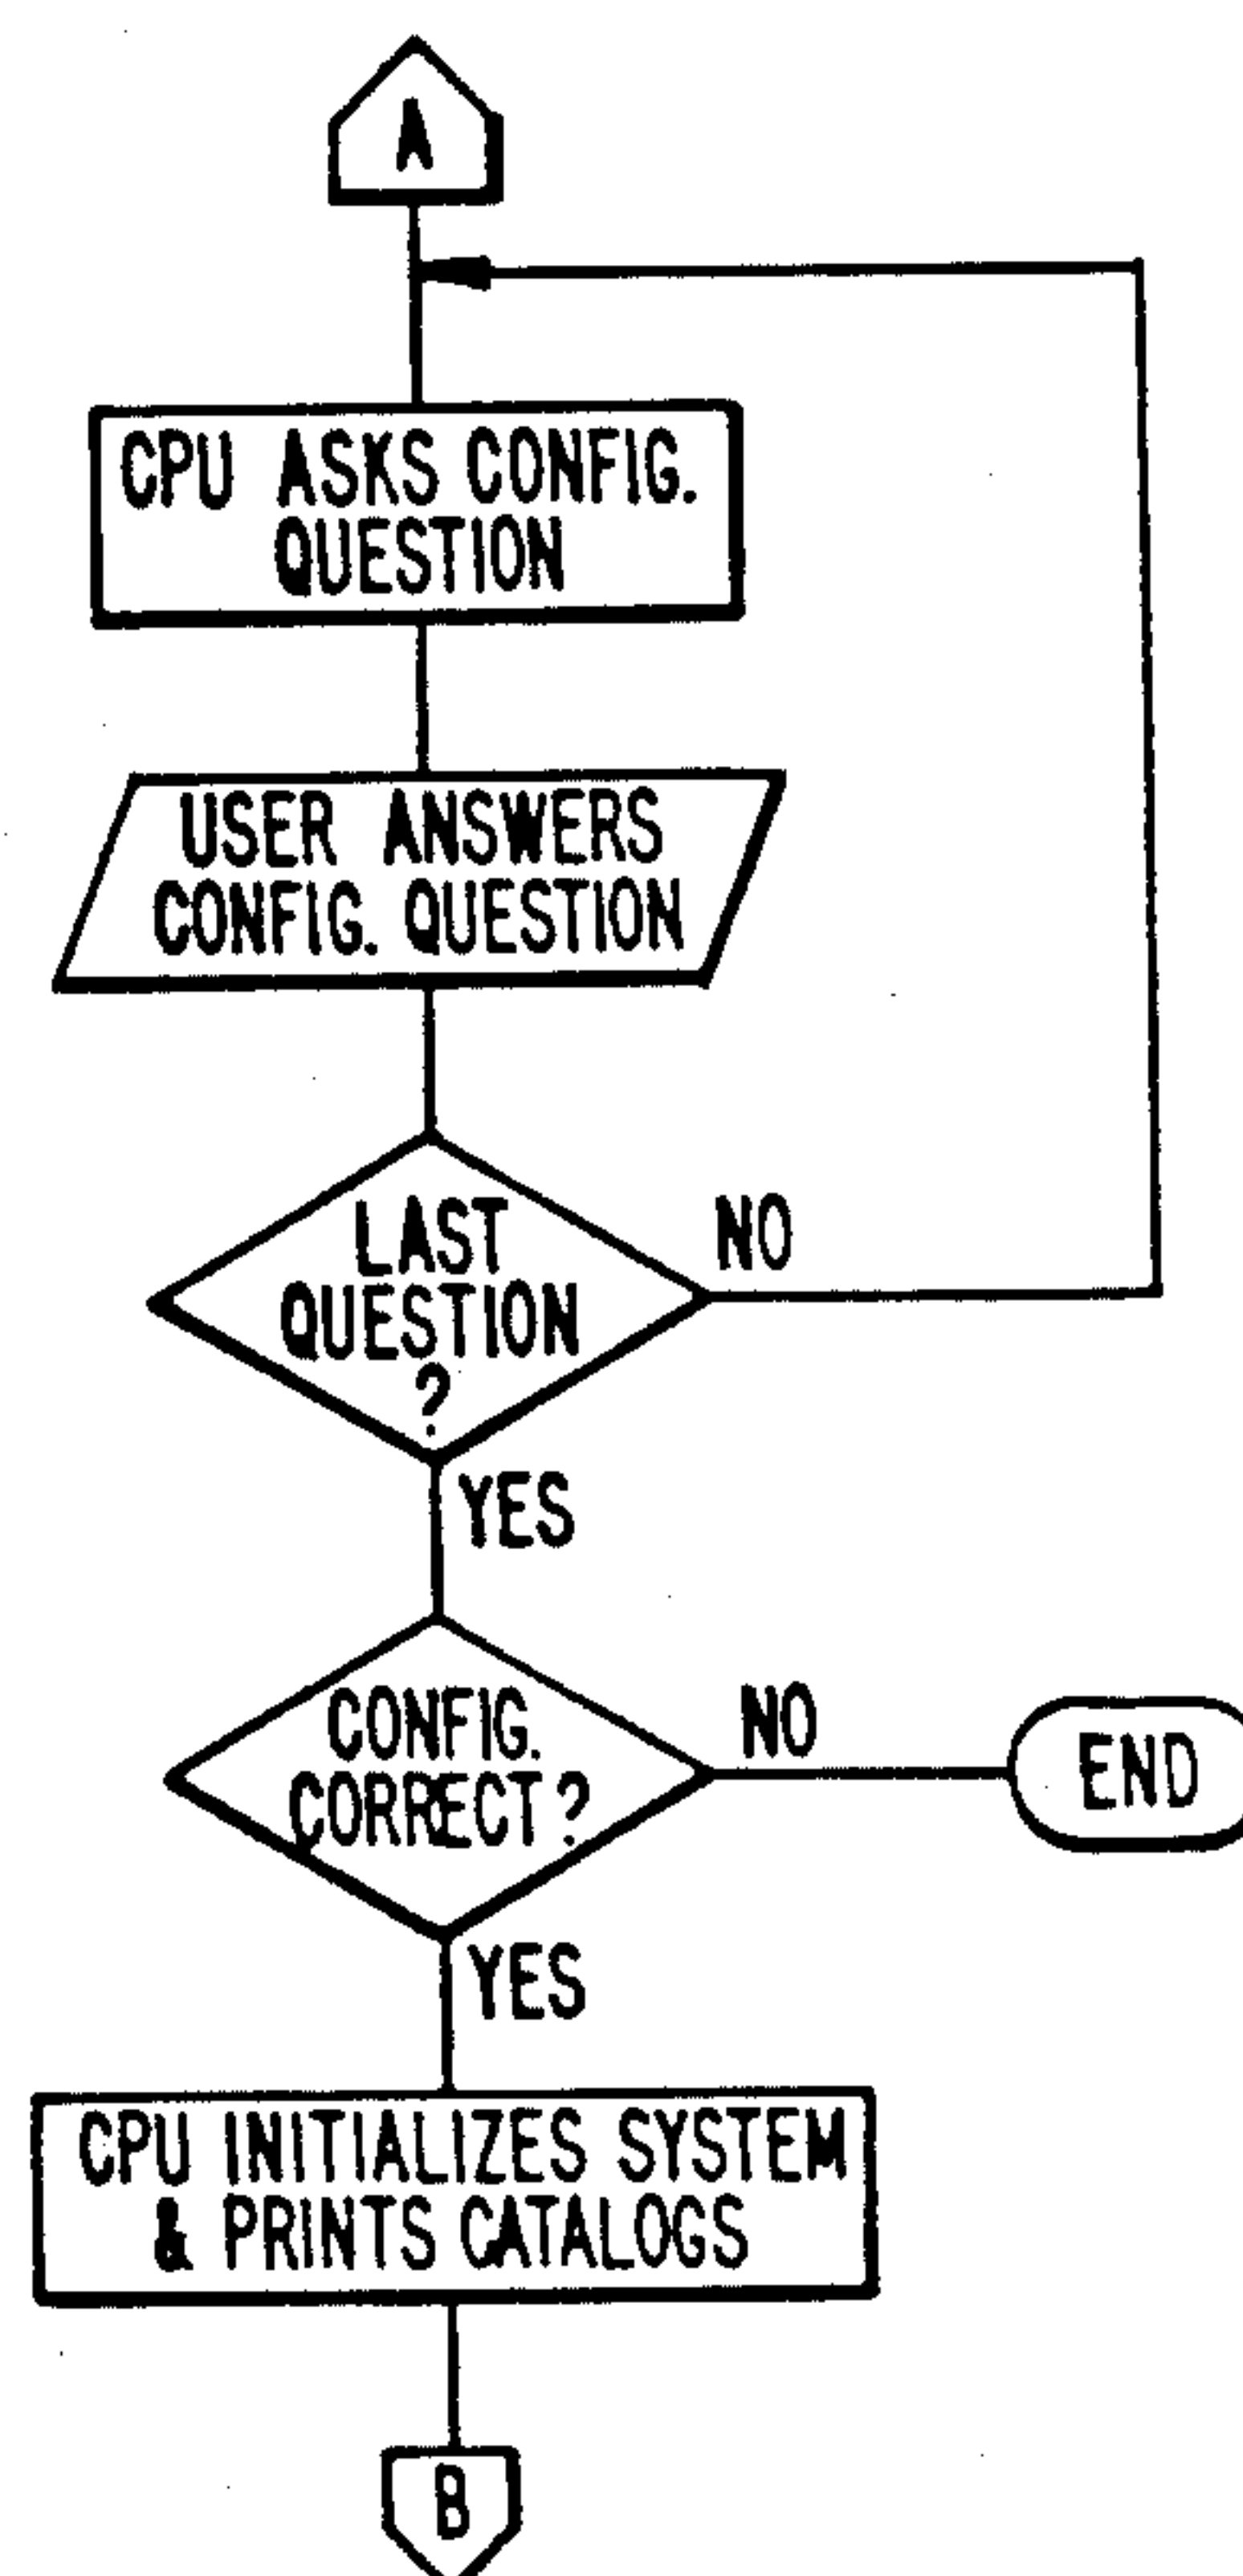 A
CPU ASKS CONFIG.
QUESTION
USER ANSWERS
CONFIG. QUESTION
LAST
QUESTION
?
NO
YES
CONFIG.
CORRECT?
NO
END
YES
CPU INITIALIZES SYSTEM
& PRINTS CATALOGS
B